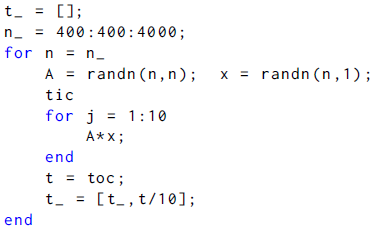 t_ = [];
n_ = 400:400:4000;
for n = n_
    A = randn(n,n);  x = randn(n,1);
    tic
    for j = 1:10
        A*x;
    end
    t = toc;
    t_ = [t_,t/10];
end